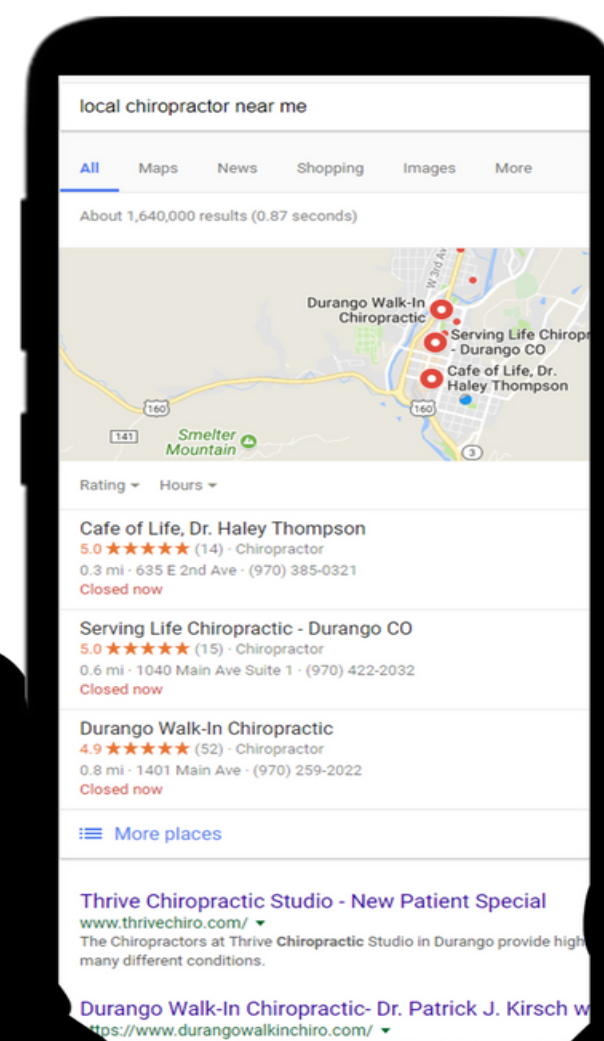 local chiropractor near me
All Maps News Shopping Images More
About 1,640,000 results (0.87 seconds)
W 3rd Av
Durango Walk-In
Chiropractic
Serving Life Chiropr
- Durango CO
Cafe of Life, Dr.
Haley Thompson
160
160
141
Smelter
Mountain
3
Rating Hours
Cafe of Life, Dr. Haley Thompson
5.0 ★★★★★ (14) · Chiropractor
0.3 mi · 635 E 2nd Ave · (970) 385-0321
Closed now
Serving Life Chiropractic - Durango CO
5.0 ★★★★★ (15) · Chiropractor
0.6 mi · 1040 Main Ave Suite 1 · (970) 422-2032
Closed now
Durango Walk-In Chiropractic
4.9 ★★★★★ (52) · Chiropractor
0.8 mi · 1401 Main Ave · (970) 259-2022
Closed now
More places
Thrive Chiropractic Studio - New Patient Special
www.thrivechiro.com/
The Chiropractors at Thrive Chiropractic Studio in Durango provide high
many different conditions.
Durango Walk-In Chiropractic- Dr. Patrick J. Kirsch w
ttps://www.durangowalkinchiro.com/